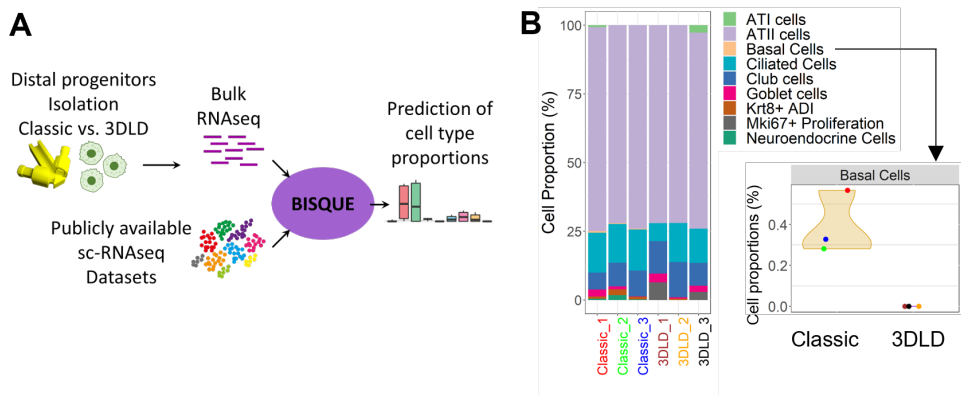 A
Distal progenitors
Isolation
Classic vs. 3DLD
Bulk
RNAseq
Prediction of
cell type
proportions
BISQUE
Publicly available
sc-RNAseq
Datasets
B
Cell Proportion (%)
100
75
50
25
0
Classic_1
Classic_2
Classic_3
3DLD_1
3DLD_2
3DLD_3
ATI cells
ATII cells
Basal Cells
Ciliated Cells
Club cells
Goblet cells
Krt8+ ADI
Mki67+ Proliferation
Neuroendocrine Cells
Basal Cells
Cell proportions (%)
0.4
0.2
0.0
Classic
3DLD